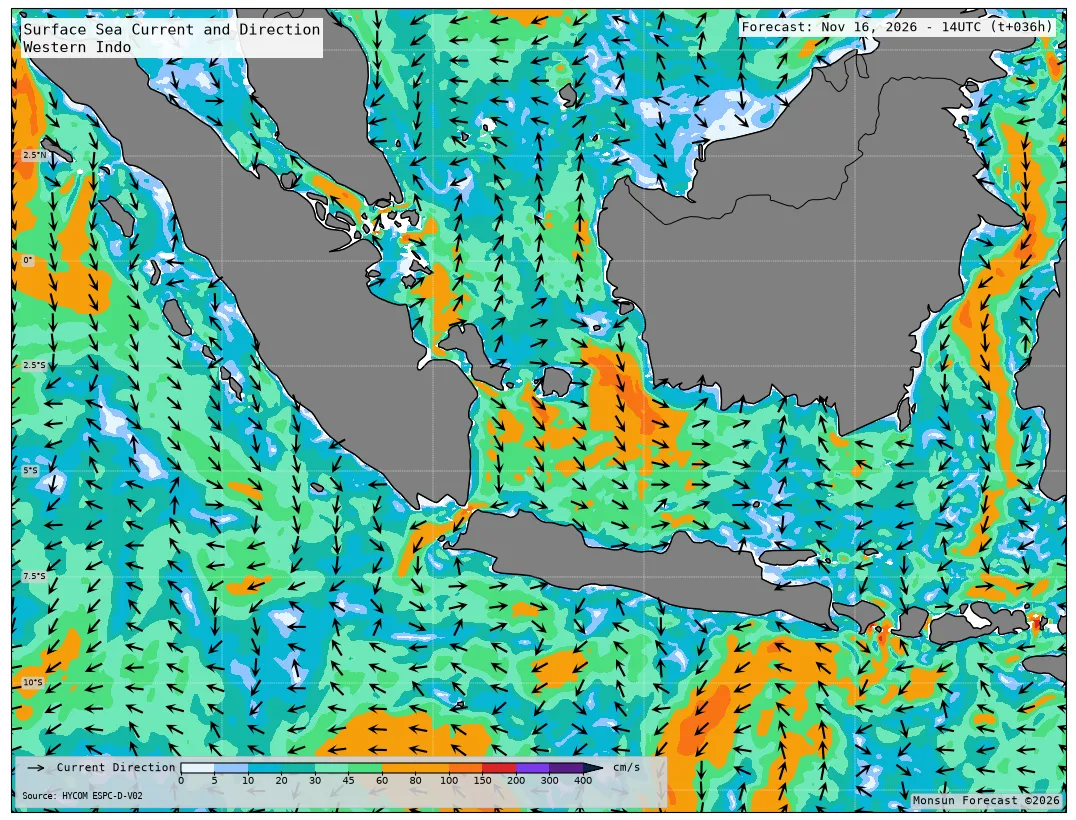 Surface Sea Current and Direction
Western Indo
Forecast: Nov 16, 2026 - 14UTC (t+036h)
2.5°N
0°
2.5°S
5°S
7.5°S
10°S
Current Direction
0 5 10 20 30 45 60 80 100 150 200 300 400
cm/s
Source: HYCOM ESPC-D-V02
Monsun Forecast ©2026